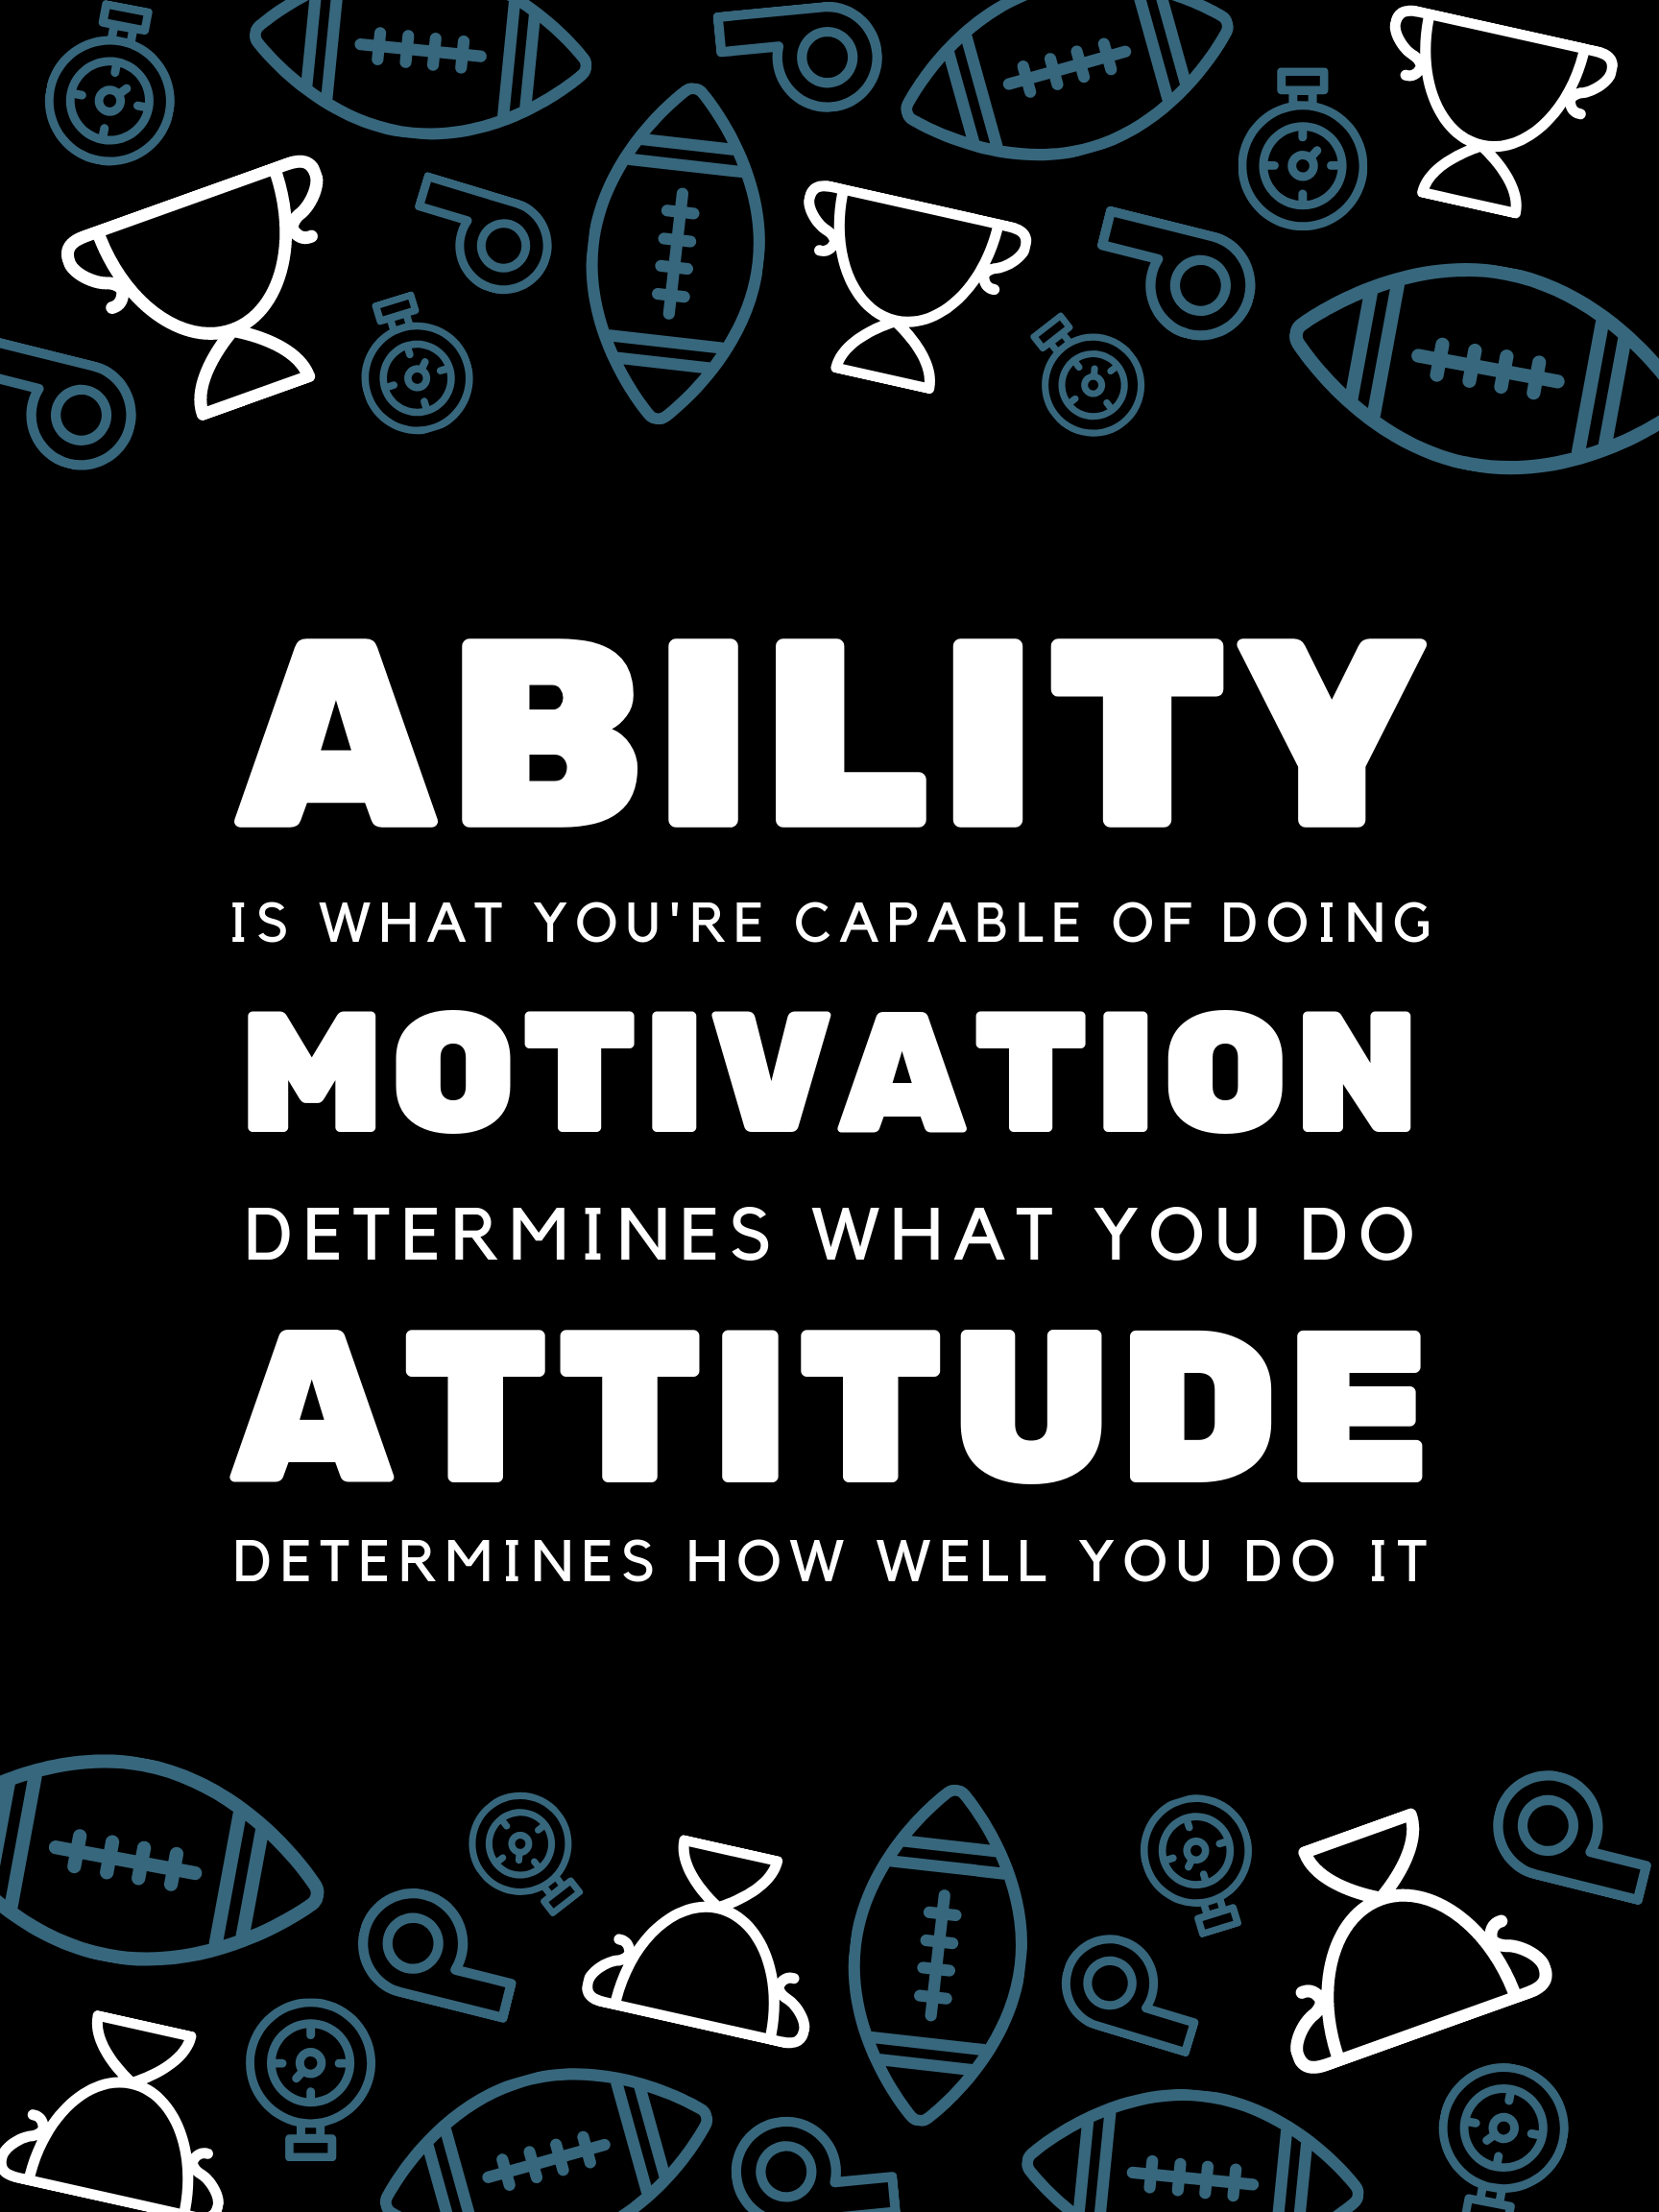 ABILITY
IS WHAT YOU'RE CAPABLE OF DOING
MOTIVATION
DETERMINES WHAT YOU DO
ATTITUDE
DETERMINES HOW WELL YOU DO IT